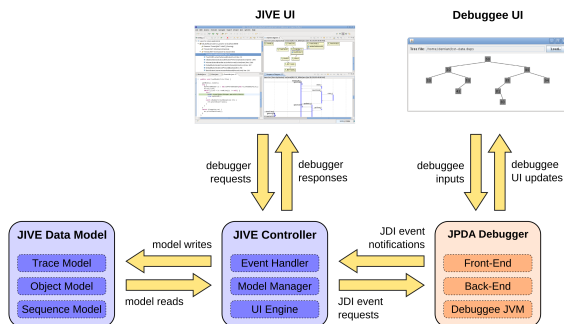 JIVE UI
Debuggee UI
debugger
requests
debugger
responses
debuggee
inputs
debuggee
UI updates
JIVE Data Model
Trace Model
Object Model
Sequence Model
model writes
model reads
JIVE Controller
Event Handler
Model Manager
UI Engine
JDI event
notifications
JDI event
requests
JPDA Debugger
Front-End
Back-End
Debuggee JVM